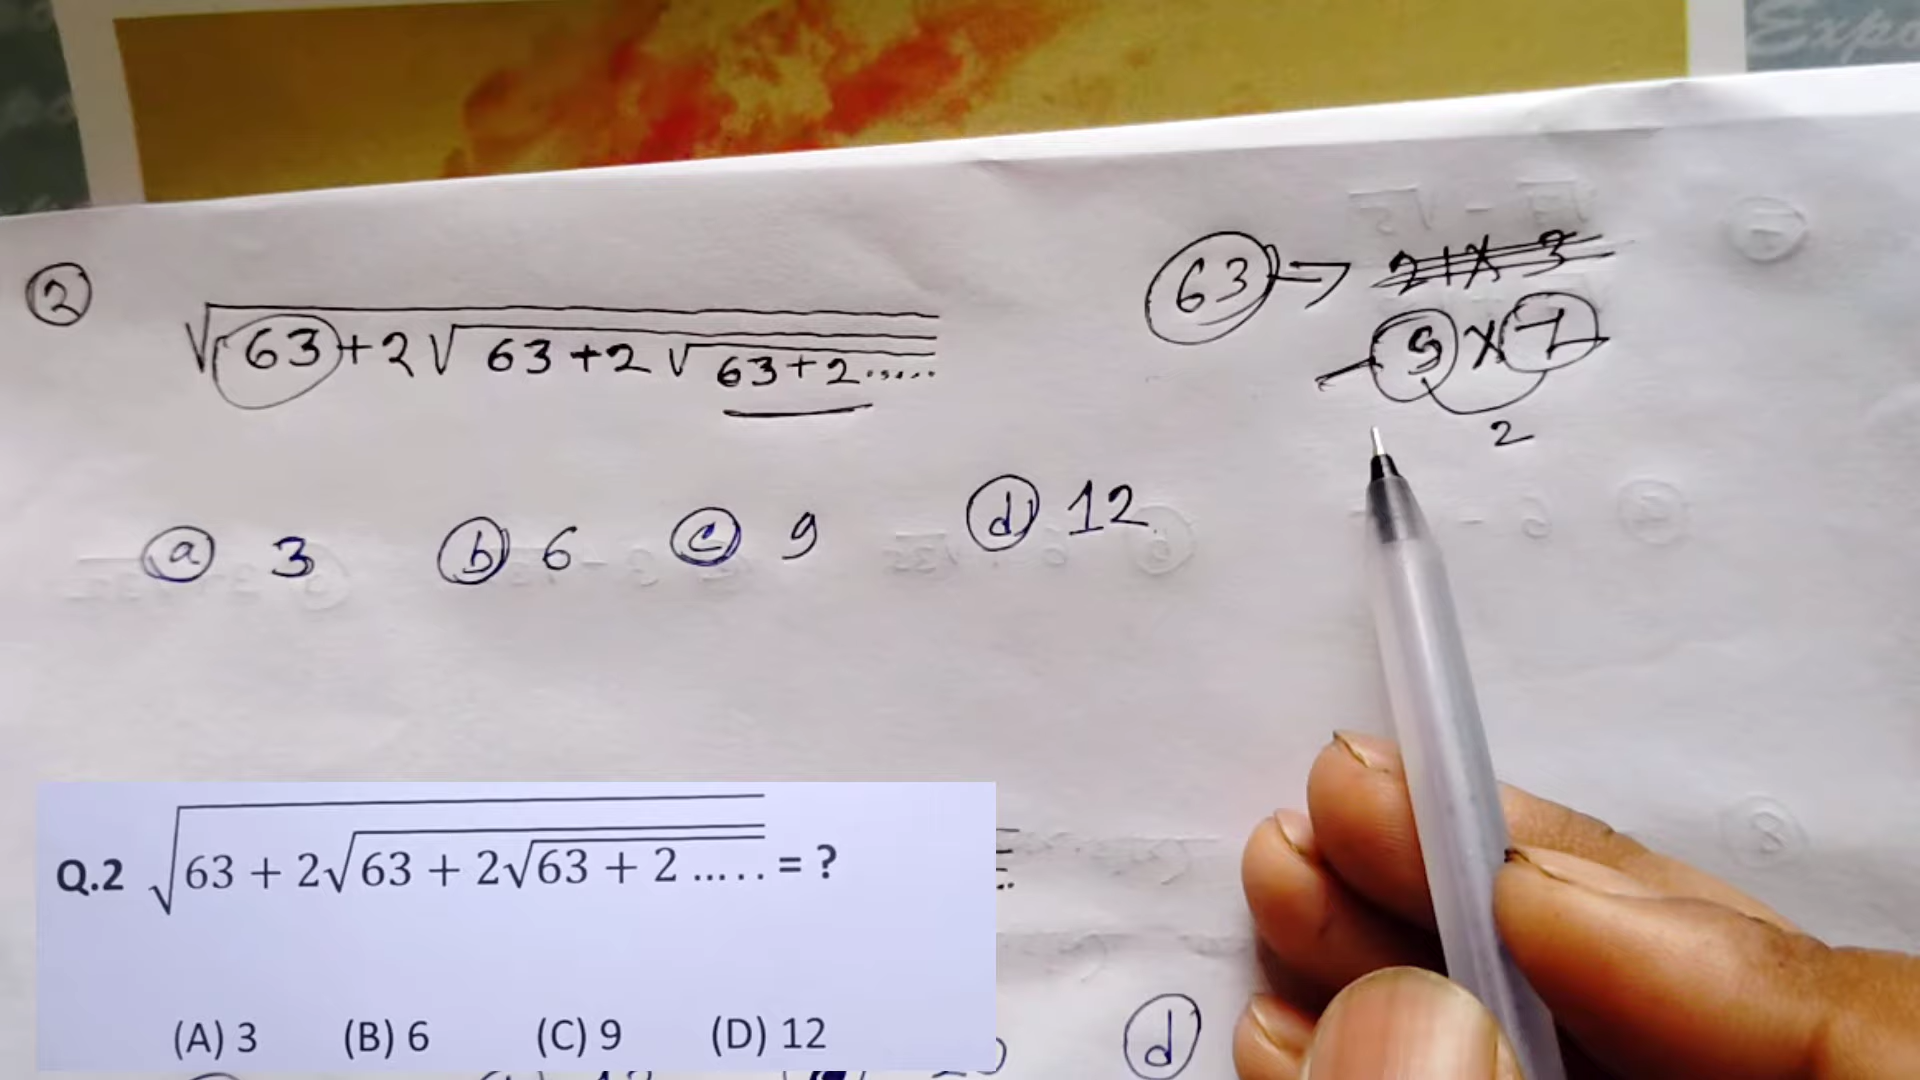 Expo
63 → 21 × 3
② √63 + 2√63 + 2√63 + 2.....
9 × 7
2
ⓐ 3 ⓑ 6 ⓒ 9 ⓓ 12
Q.2 √63 + 2√63 + 2√63 + 2 ..... = ?
(A) 3 (B) 6 (C) 9 (D) 12
ⓓ